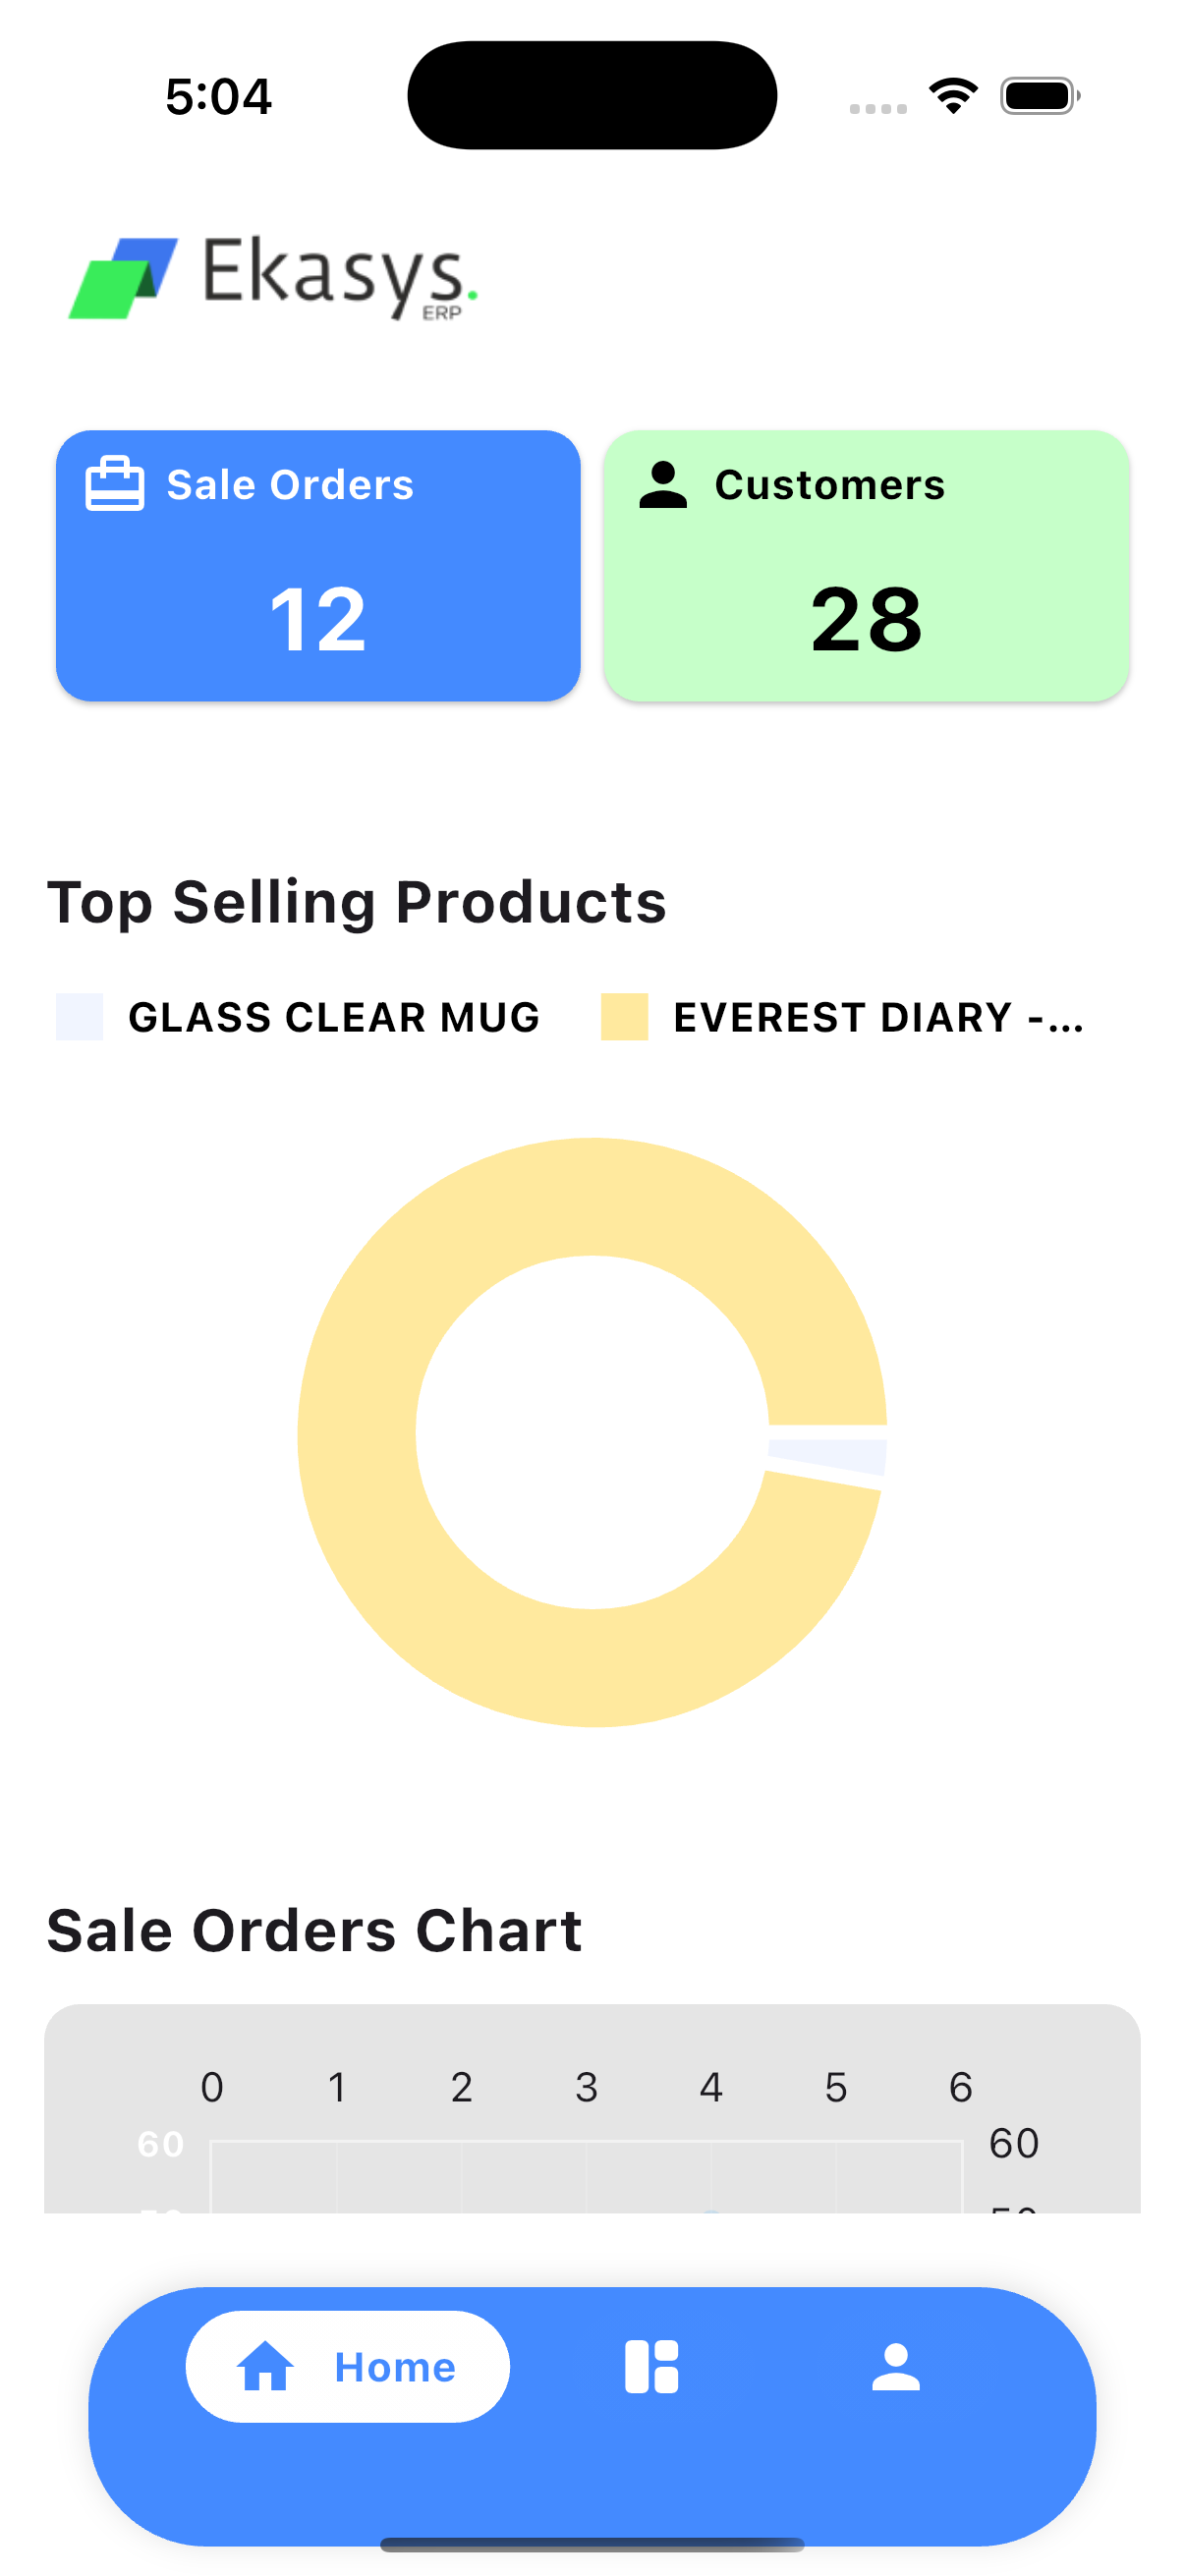 5:04
Ekasys.
ERP
Sale Orders
Customers
12
28
Top Selling Products
GLASS CLEAR MUG
EVEREST DIARY -...
Sale Orders Chart
0 1 2 3 4 5 6
60 60
Home